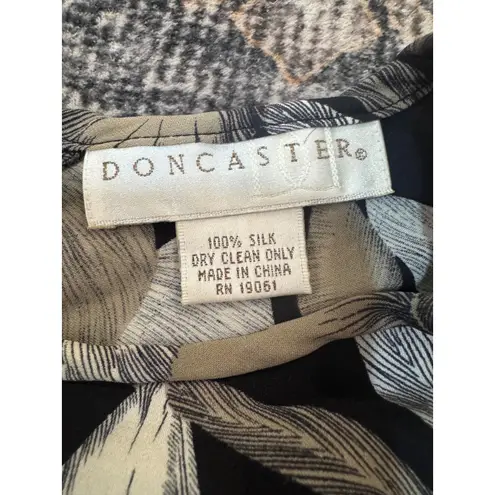 DONCASTER®
100% SILK
DRY CLEAN ONLY
MADE IN CHINA
RN 19061